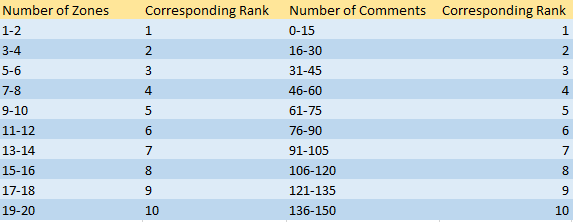 Number of Zones Corresponding Rank Number of Comments Corresponding Rank
1-2 1 0-15 1
3-4 2 16-30 2
5-6 3 31-45 3
7-8 4 46-60 4
9-10 5 61-75 5
11-12 6 76-90 6
13-14 7 91-105 7
15-16 8 106-120 8
17-18 9 121-135 9
19-20 10 136-150 10